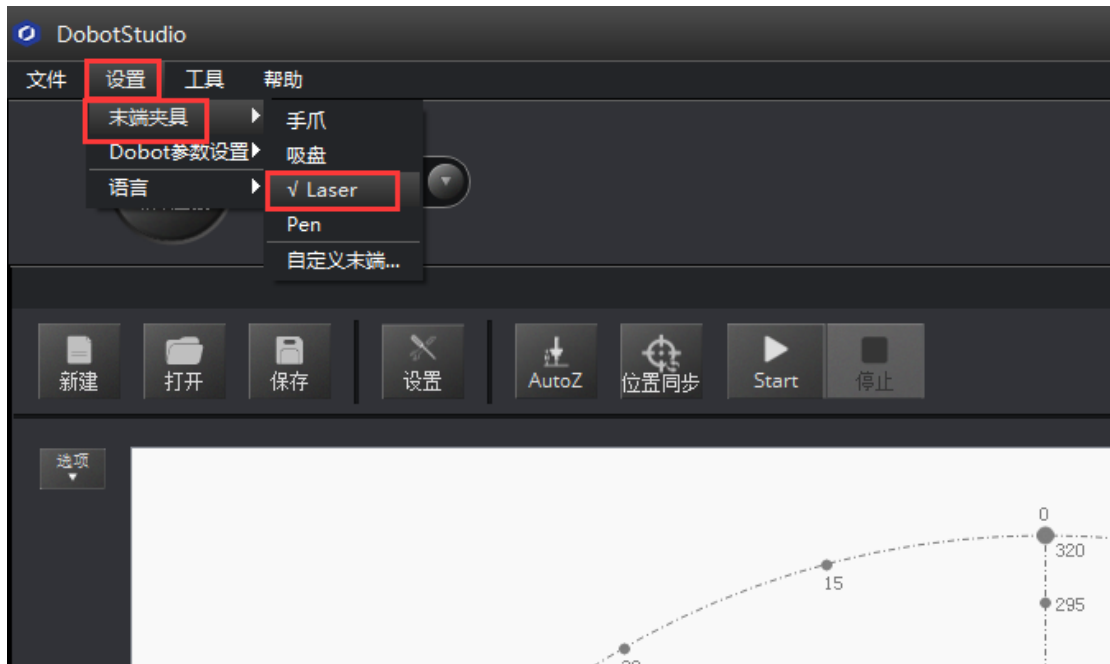 DobotStudio
文件 设置 工具 帮助
末端夹具 手爪
Dobot参数设置 吸盘
语言 √ Laser
Pen
自定义末端...
新建 打开 保存 设置 AutoZ 位置同步 Start 停止
选项
0
320
15
295